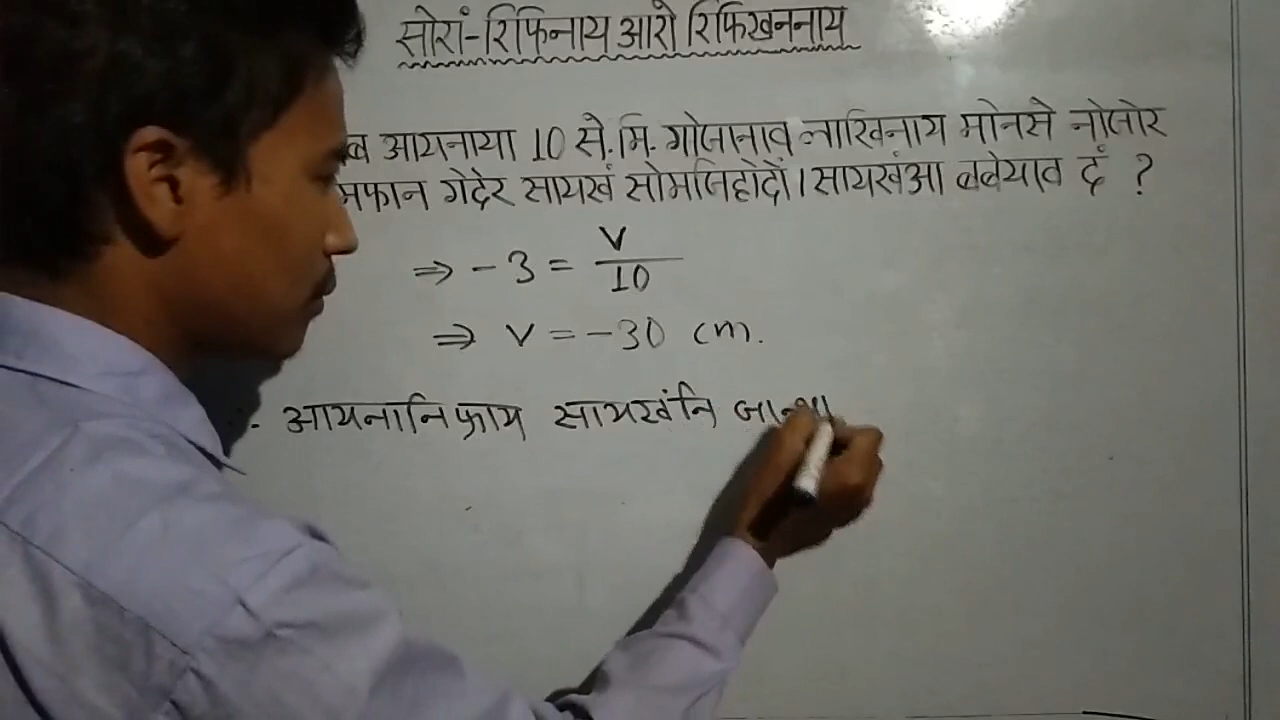 सोरां-रिफिनाय आरो रिफिखननाय
ब आयनाया 10 से.मि. गोजानाव लाखिनाय मोनसे नोजोर
फान गेदेर सायखं सोमजिहोदों। सायखंआ बबेयाव दं ?
⇒ - 3 = V/10
⇒ V = -30 cm.
आयनानिफ्राय सायखंनि